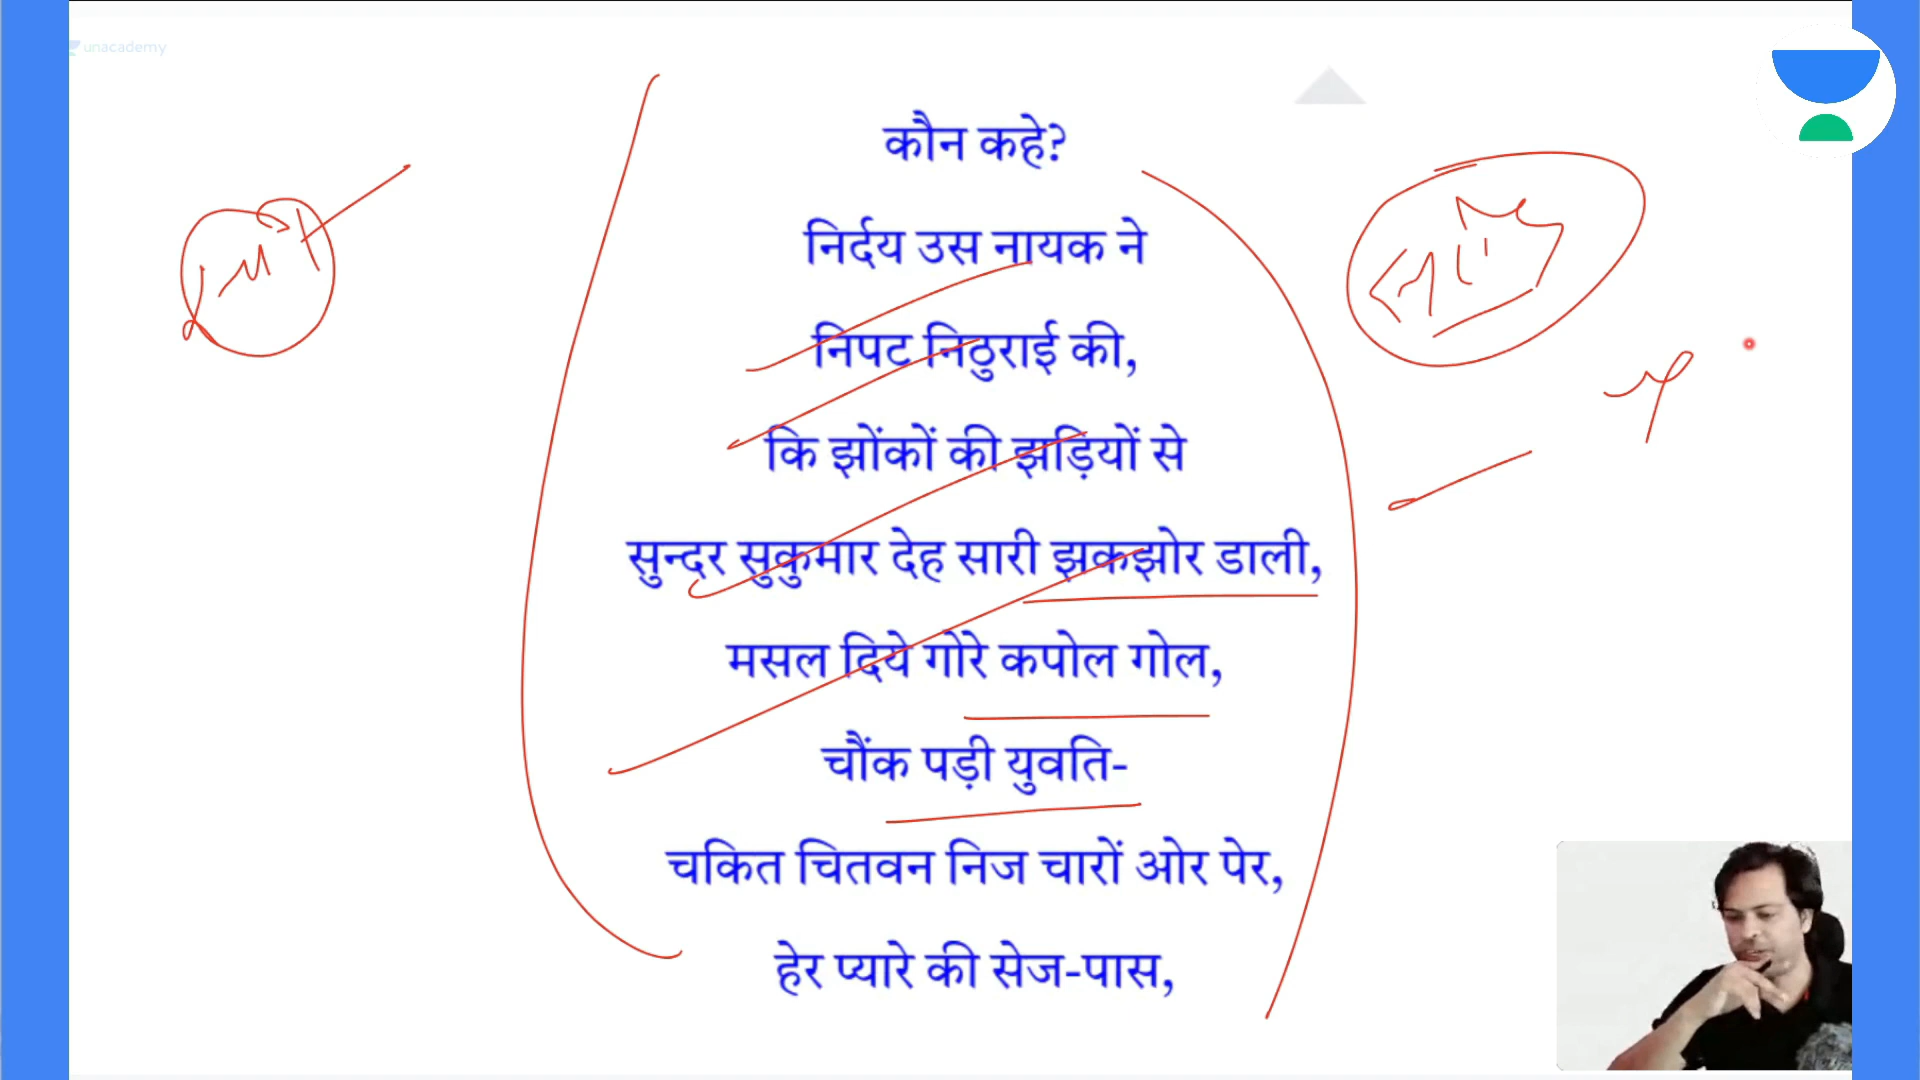 unacademy
कौन कहे?
निर्दय उस नायक ने
निपट निठुराई की,
कि झोंकों की झड़ियों से
सुन्दर सुकुमार देह सारी झकझोर डाली,
मसल दिये गोरे कपोल गोल,
चौंक पड़ी युवति-
चकित चितवन निज चारों ओर पेर,
हेर प्यारे की सेज-पास,